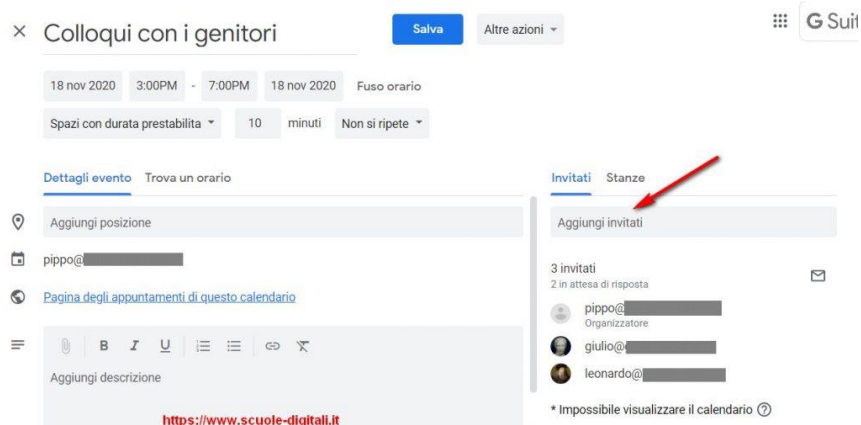 Colloqui con i genitori
Salva
Altre azioni
G Suit
18 nov 2020 3:00PM - 7:00PM 18 nov 2020 Fuso orario
Spazi con durata prestabilita 10 minuti Non si ripete
Dettagli evento Trova un orario
Aggiungi posizione
pippo@
Pagina degli appuntamenti di questo calendario
B I U
Aggiungi descrizione
https://www.scuole-digitali.it
Invitati Stanze
Aggiungi invitati
3 invitati
2 in attesa di risposta
pippo@
Organizzatore
giulio@
leonardo@
* Impossibile visualizzare il calendario ?